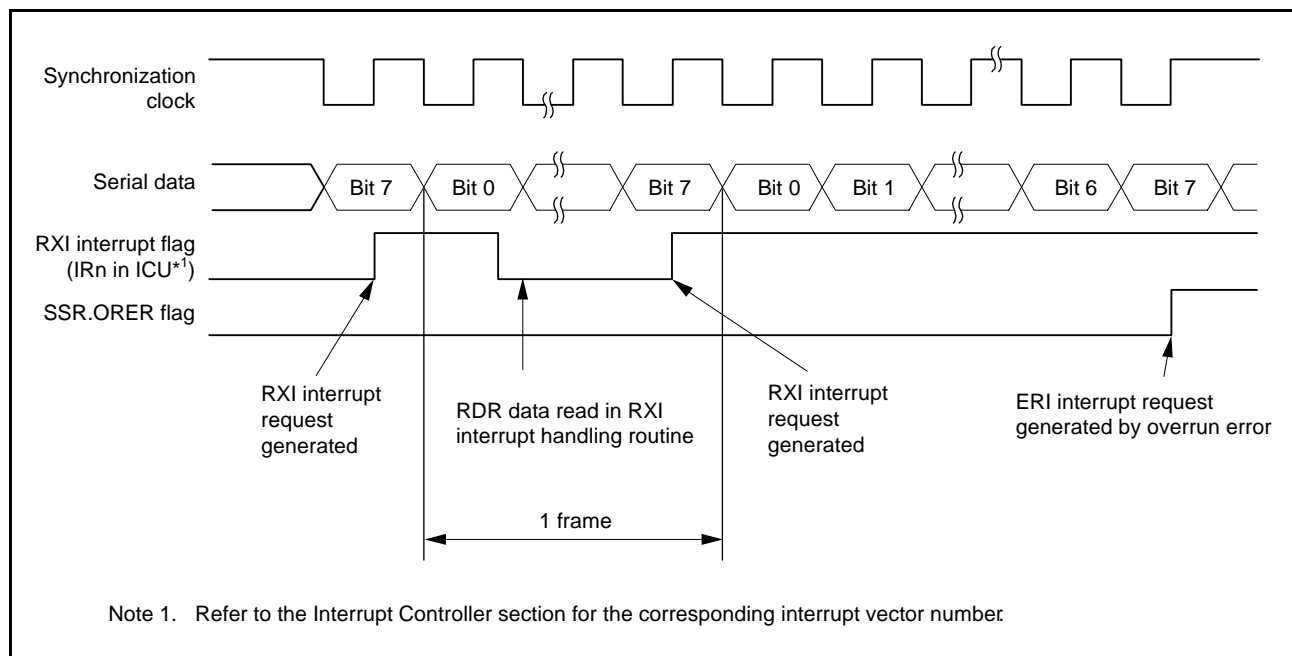 Synchronization
clock
Serial data
Bit 7
Bit 0
Bit 7
Bit 0
Bit 1
Bit 6
Bit 7
RXI interrupt flag
(IRn in ICU*1)
SSR.ORER flag
RXI interrupt
request
generated
RDR data read in RXI
interrupt handling routine
RXI interrupt
request
generated
ERI interrupt request
generated by overrun error
1 frame
Note 1. Refer to the Interrupt Controller section for the corresponding interrupt vector number.